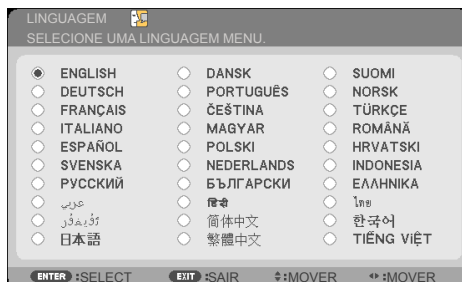 LINGUAGEM
SELECIONE UMA LINGUAGEM MENU.
ENGLISH DANSK SUOMI
DEUTSCH PORTUGUÊS NORSK
FRANÇAIS ČEŠTINA TÜRKÇE
ITALIANO MAGYAR ROMÂNĂ
ESPAÑOL POLSKI HRVATSKI
SVENSKA NEDERLANDS INDONESIA
РУССКИЙ БЪЛГАРСКИ ΕΛΛΗΝΙΚΑ
عربي हिंदी ไทย
ئۇيغۇر 简体中文 한국어
日本語 繁體中文 TIẾNG VIỆT
ENTER :SELECT EXIT :SAIR :MOVER :MOVER